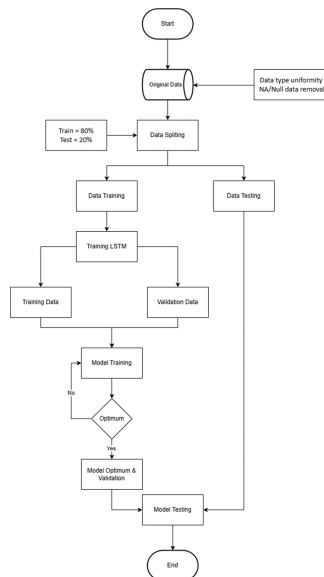 Start
Original Data
Data type uniformity
NA/Null data removal
Train = 80%
Test = 20%
Data Spliting
Data Training
Data Testing
Training LSTM
Training Data
Validation Data
Model Training
No
Optimum
Yes
Model Optimum &
Validation
Model Testing
End